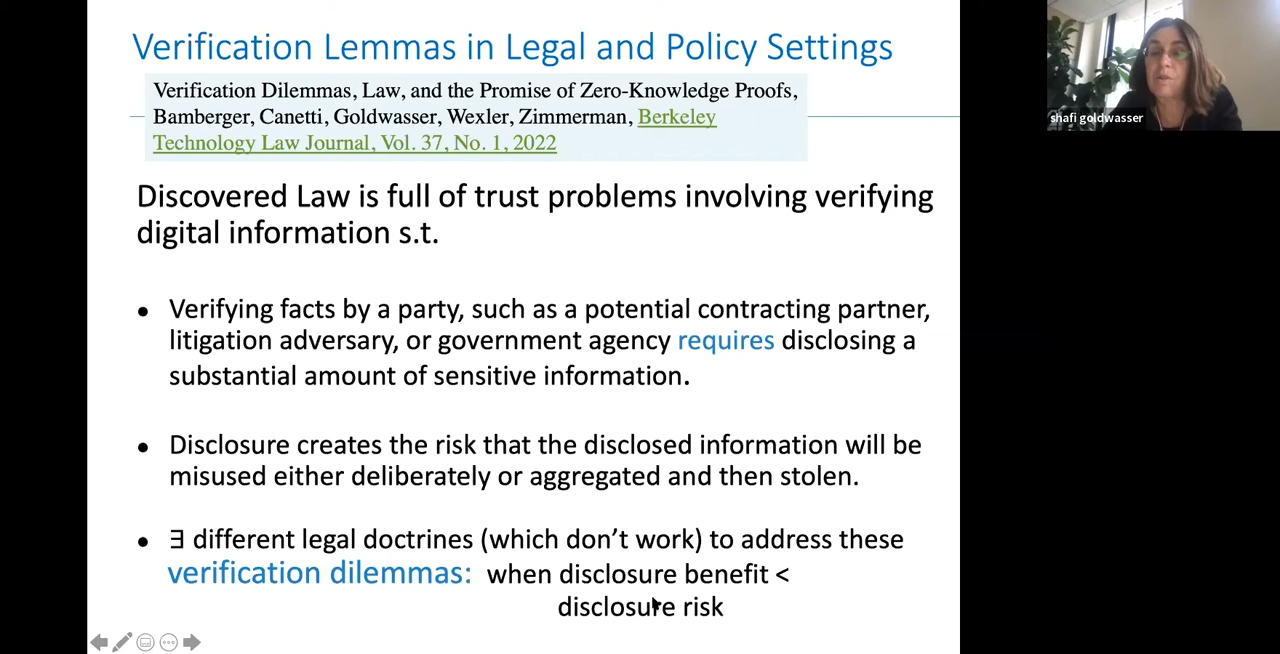 Verification Lemmas in Legal and Policy Settings
Verification Dilemmas, Law, and the Promise of Zero-Knowledge Proofs,
Bamberger, Canetti, Goldwasser, Wexler, Zimmerman, Berkeley
Technology Law Journal, Vol. 37, No. 1, 2022
shafi goldwasser
Discovered Law is full of trust problems involving verifying
digital information s.t.
• Verifying facts by a party, such as a potential contracting partner,
litigation adversary, or government agency requires disclosing a
substantial amount of sensitive information.
• Disclosure creates the risk that the disclosed information will be
misused either deliberately or aggregated and then stolen.
• ∃ different legal doctrines (which don’t work) to address these
verification dilemmas: when disclosure benefit <
disclosure risk